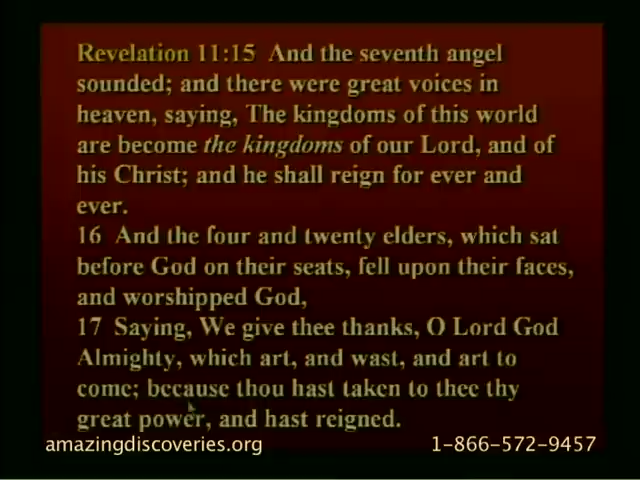 Revelation 11:15 And the seventh angel
sounded; and there were great voices in
heaven, saying, The kingdoms of this world
are become the kingdoms of our Lord, and of
his Christ; and he shall reign for ever and
ever.
16 And the four and twenty elders, which sat
before God on their seats, fell upon their faces,
and worshipped God,
17 Saying, We give thee thanks, O Lord God
Almighty, which art, and wast, and art to
come; because thou hast taken to thee thy
great power, and hast reigned.
amazingdiscoveries.org 1-866-572-9457